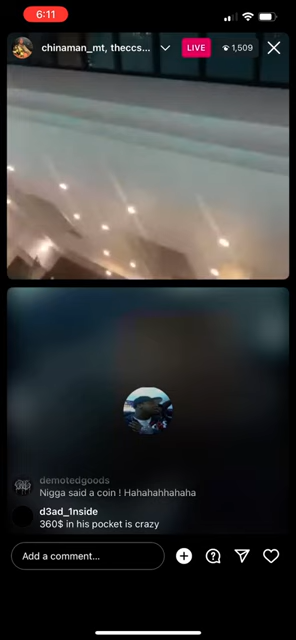 6:11
chinaman_mt, theccs... LIVE 1,509
demotedgoods
Nigga said a coin ! Hahahahhahaha
d3ad_1nside
360$ in his pocket is crazy
Add a comment...